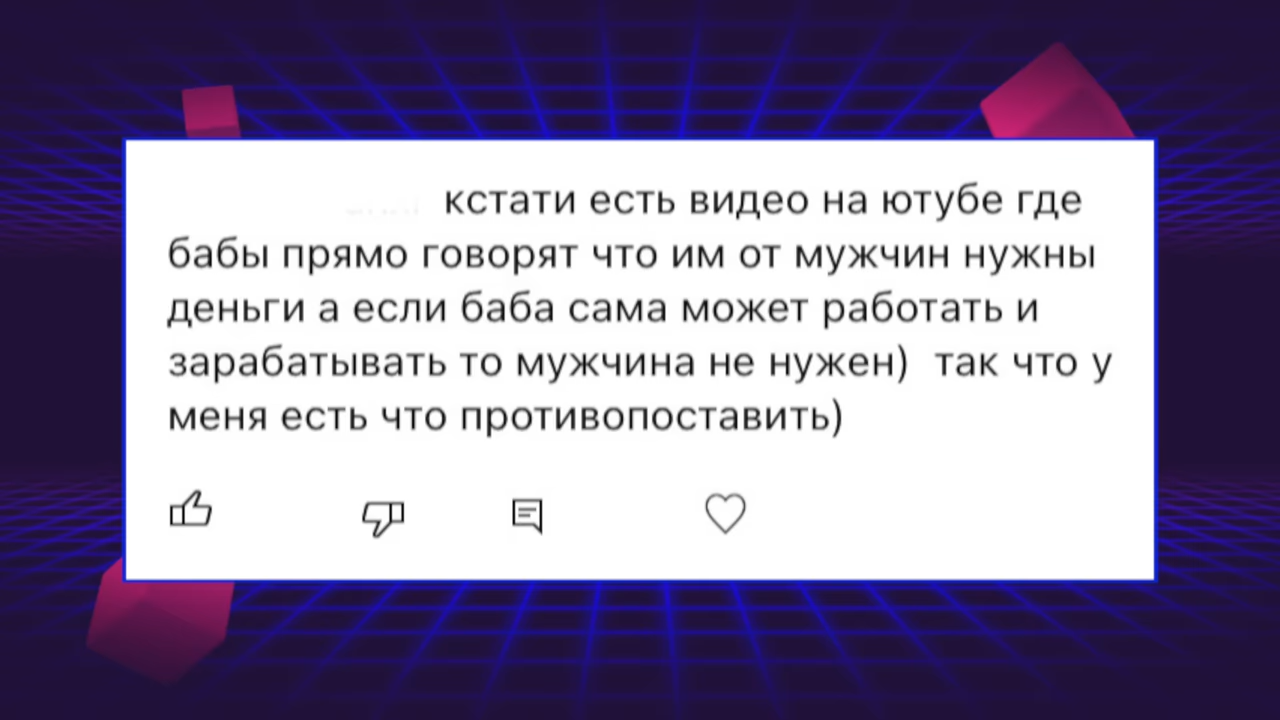 кстати есть видео на ютубе где
бабы прямо говорят что им от мужчин нужны
деньги а если баба сама может работать и
зарабатывать то мужчина не нужен)  так что у
меня есть что противопоставить)